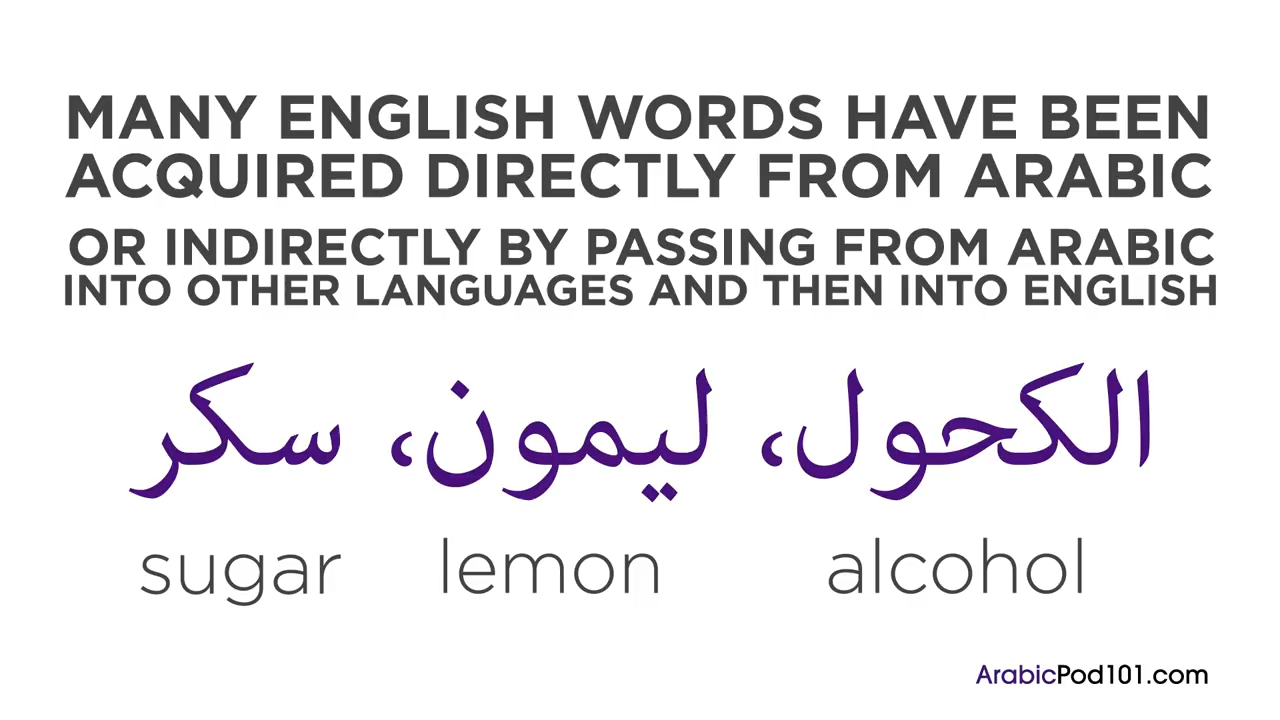 MANY ENGLISH WORDS HAVE BEEN
ACQUIRED DIRECTLY FROM ARABIC
OR INDIRECTLY BY PASSING FROM ARABIC
INTO OTHER LANGUAGES AND THEN INTO ENGLISH
الكحول، ليمون، سكر
sugar lemon alcohol
ArabicPod101.com